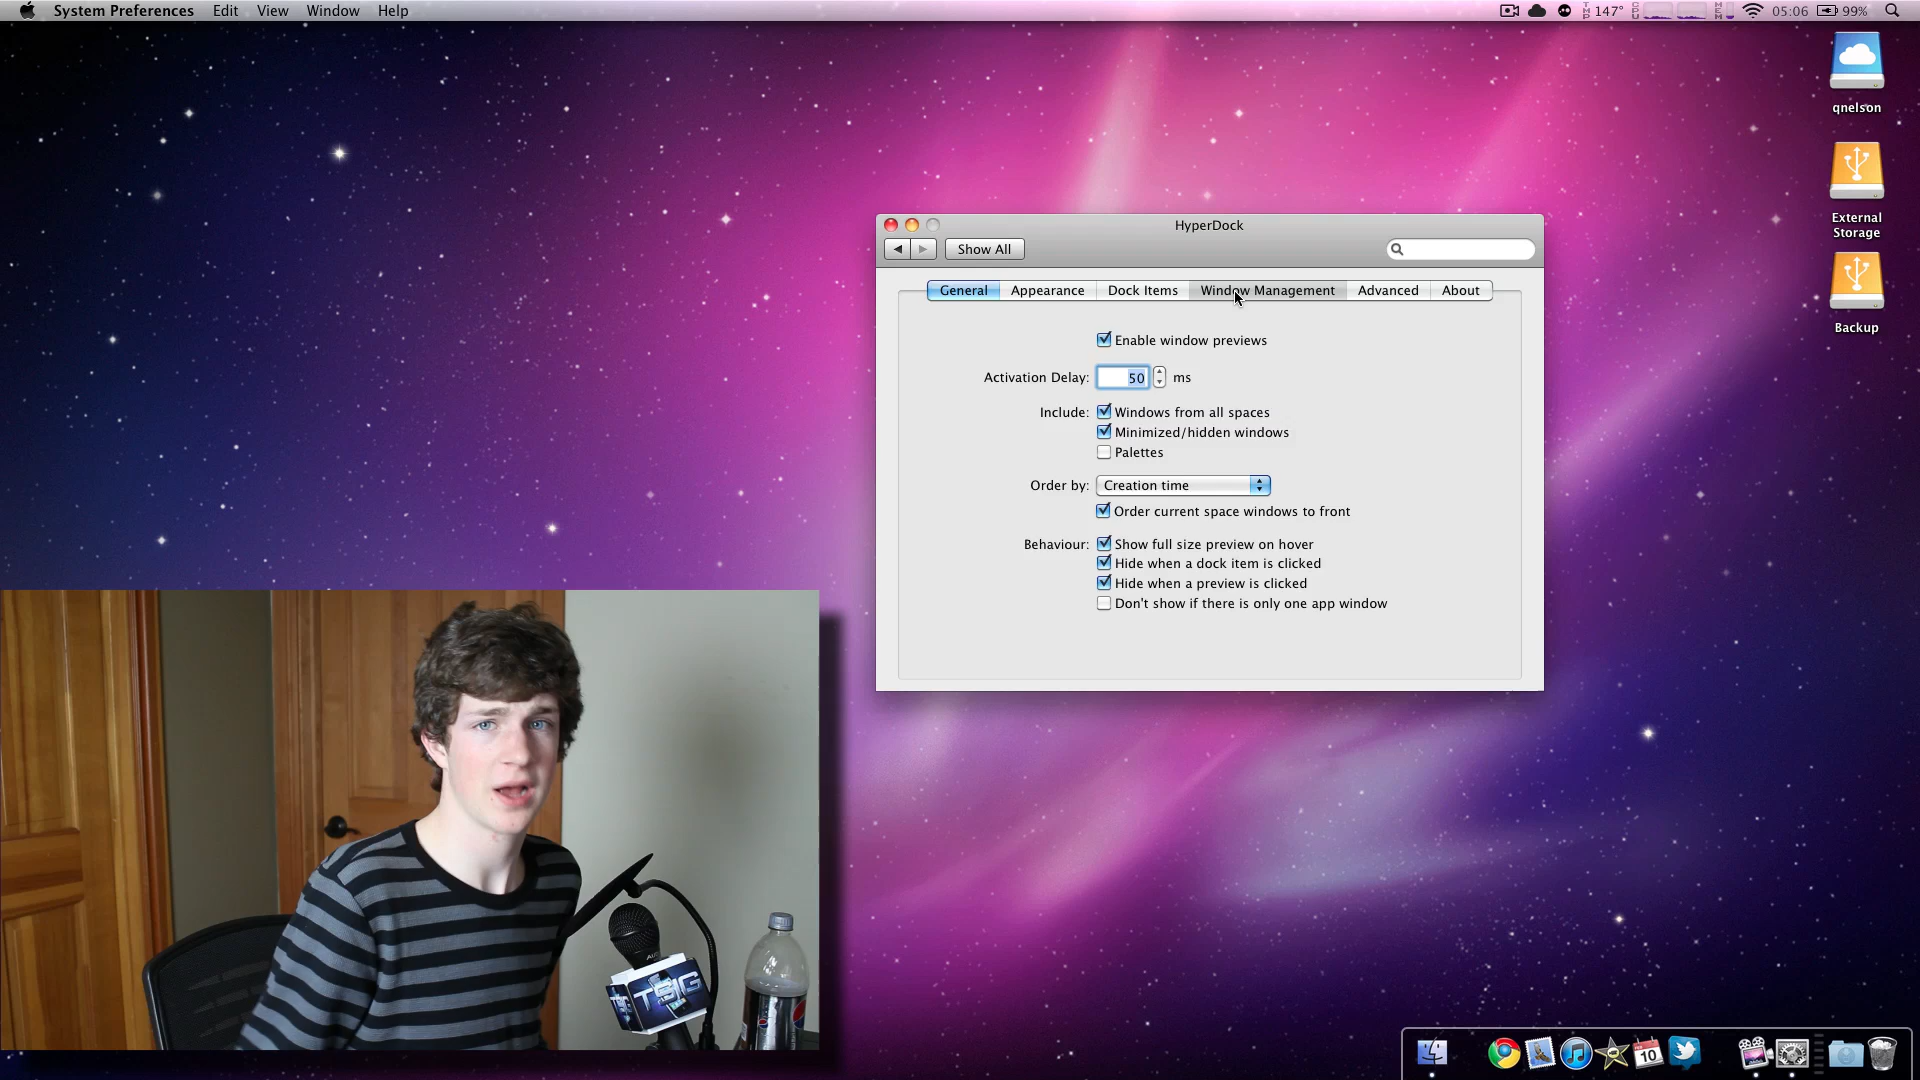 System Preferences Edit View Window Help
147° 05:06 99%
qnelson
External
Storage
Backup
HyperDock
Show All
General Appearance Dock Items Window Management Advanced About
Enable window previews
Activation Delay: 50 ms
Include: Windows from all spaces
Minimized/hidden windows
Palettes
Order by: Creation time
Order current space windows to front
Behaviour: Show full size preview on hover
Hide when a dock item is clicked
Hide when a preview is clicked
Don't show if there is only one app window
TSIG
10